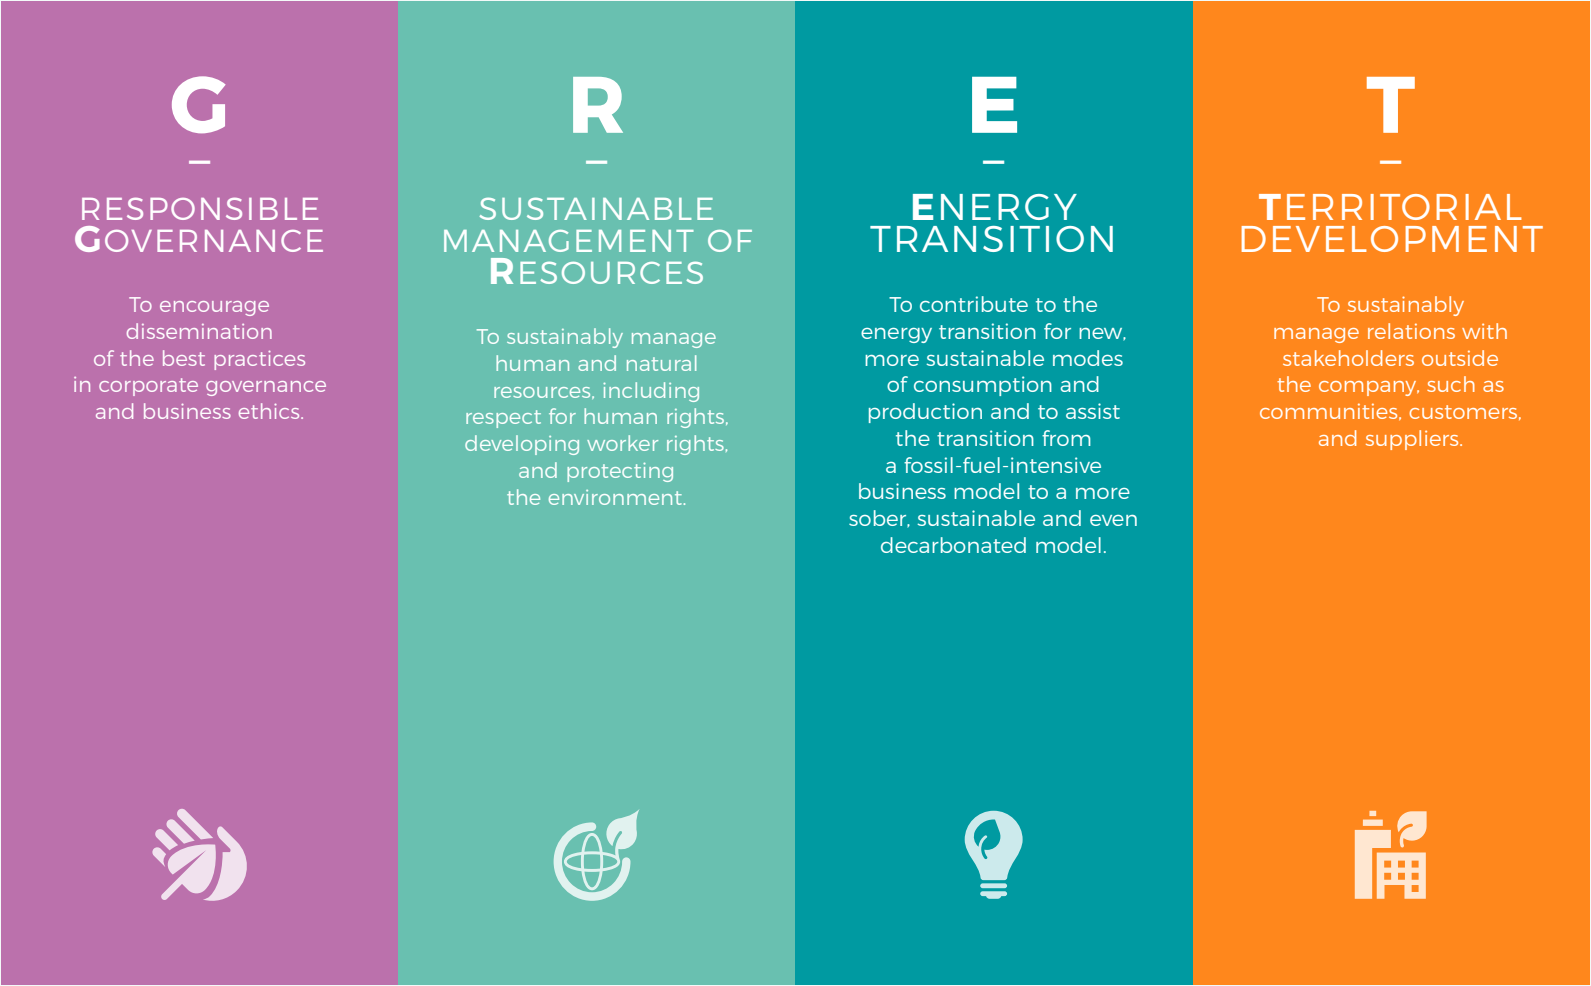 G
–
RESPONSIBLE
GOVERNANCE
To encourage
dissemination
of the best practices
in corporate governance
and business ethics.
R
–
SUSTAINABLE
MANAGEMENT OF
RESOURCES
To sustainably manage
human and natural
resources, including
respect for human rights,
developing worker rights,
and protecting
the environment.
E
–
ENERGY
TRANSITION
To contribute to the
energy transition for new,
more sustainable modes
of consumption and
production and to assist
the transition from
a fossil-fuel-intensive
business model to a more
sober, sustainable and even
decarbonated model.
T
–
TERRITORIAL
DEVELOPMENT
To sustainably
manage relations with
stakeholders outside
the company, such as
communities, customers,
and suppliers.